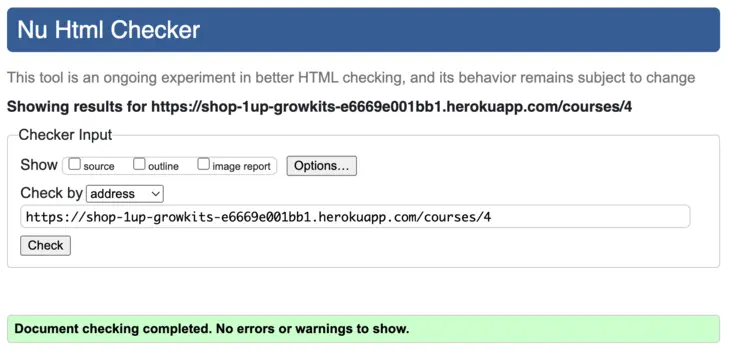 Nu Html Checker
This tool is an ongoing experiment in better HTML checking, and its behavior remains subject to change
Showing results for https://shop-1up-growkits-e6669e001bb1.herokuapp.com/courses/4
Checker Input
Show source outline image report Options...
Check by address
https://shop-1up-growkits-e6669e001bb1.herokuapp.com/courses/4
Check
Document checking completed. No errors or warnings to show.